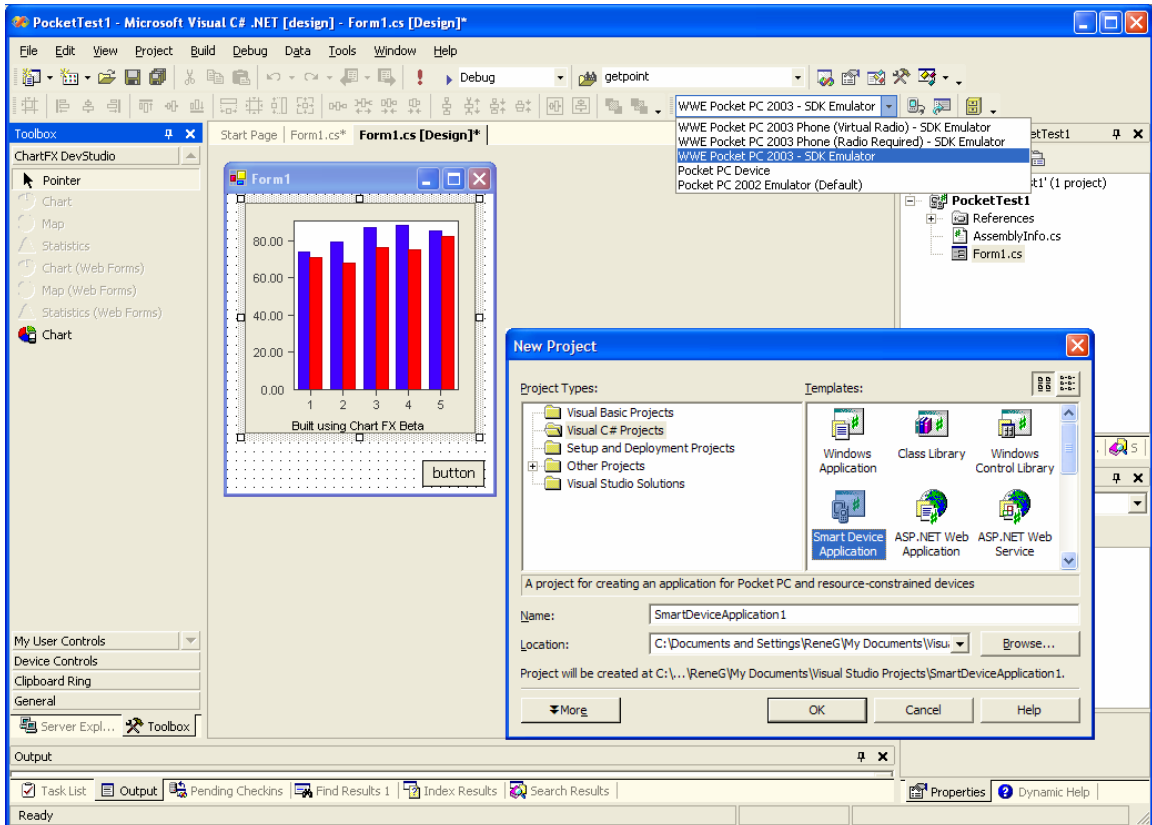 PocketTest1 - Microsoft Visual C# .NET [design] - Form1.cs [Design]*
File Edit View Project Build Debug Data Tools Window Help
Debug getpoint
WWE Pocket PC 2003 - SDK Emulator
WWE Pocket PC 2003 Phone (Virtual Radio) - SDK Emulator
WWE Pocket PC 2003 Phone (Radio Required) - SDK Emulator
WWE Pocket PC 2003 - SDK Emulator
Pocket PC Device
Pocket PC 2002 Emulator (Default)
Toolbox
ChartFX DevStudio
Pointer
Chart
Map
Statistics
Chart (Web Forms)
Map (Web Forms)
Statistics (Web Forms)
Chart
My User Controls
Device Controls
Clipboard Ring
General
Server Expl... Toolbox
Start Page Form1.cs* Form1.cs [Design]*
Form1
80.00
60.00
40.00
20.00
0.00
1 2 3 4 5
Built using Chart FX Beta
button
etTest1
t1' (1 project)
PocketTest1
References
AssemblyInfo.cs
Form1.cs
S
New Project
Project Types:
Visual Basic Projects
Visual C# Projects
Setup and Deployment Projects
Other Projects
Visual Studio Solutions
Templates:
Windows Application
Class Library
Windows Control Library
Smart Device Application
ASP.NET Web Application
ASP.NET Web Service
A project for creating an application for Pocket PC and resource-constrained devices
Name: SmartDeviceApplication1
Location: C:\Documents and Settings\ReneG\My Documents\Visu Browse...
Project will be created at C:\...\ReneG\My Documents\Visual Studio Projects\SmartDeviceApplication1.
More OK Cancel Help
Output
Task List Output Pending Checkins Find Results 1 Index Results Search Results
Properties Dynamic Help
Ready